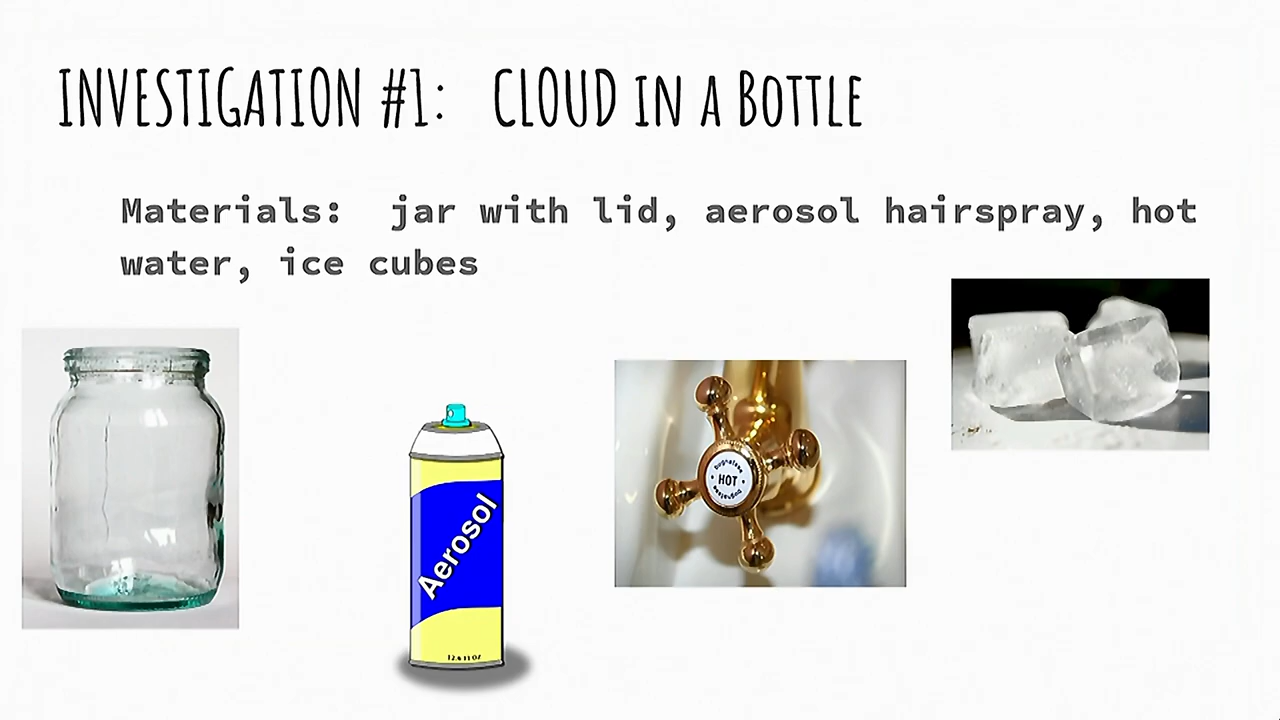 INVESTIGATION #1: CLOUD IN A BOTTLE
Materials: jar with lid, aerosol hairspray, hot
water, ice cubes
Aerosol
HOT